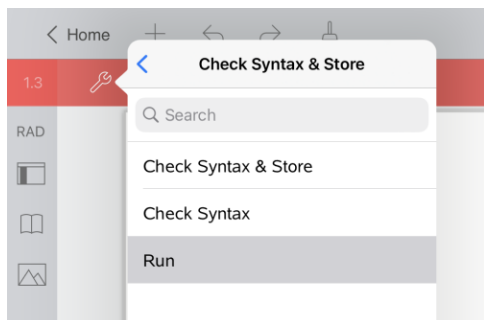 Home
Check Syntax & Store
1.3
Search
RAD
Check Syntax & Store
Check Syntax
Run